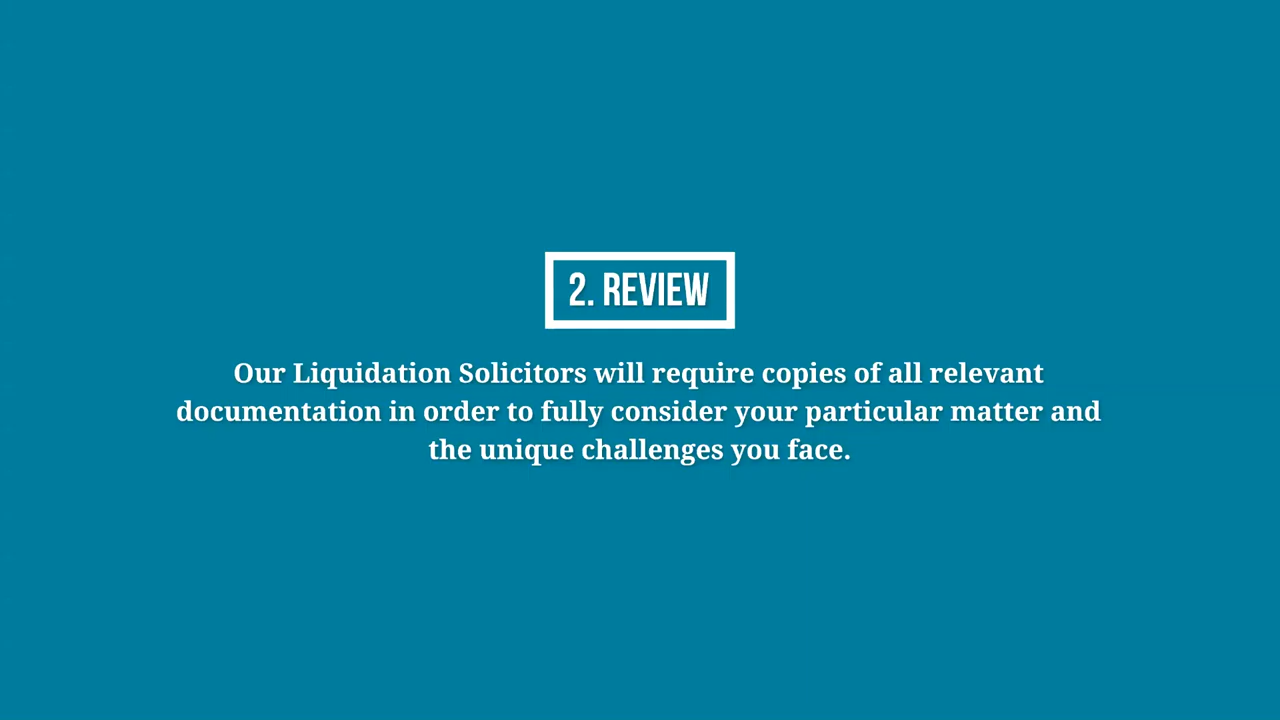 2. REVIEW
Our Liquidation Solicitors will require copies of all relevant
documentation in order to fully consider your particular matter and
the unique challenges you face.